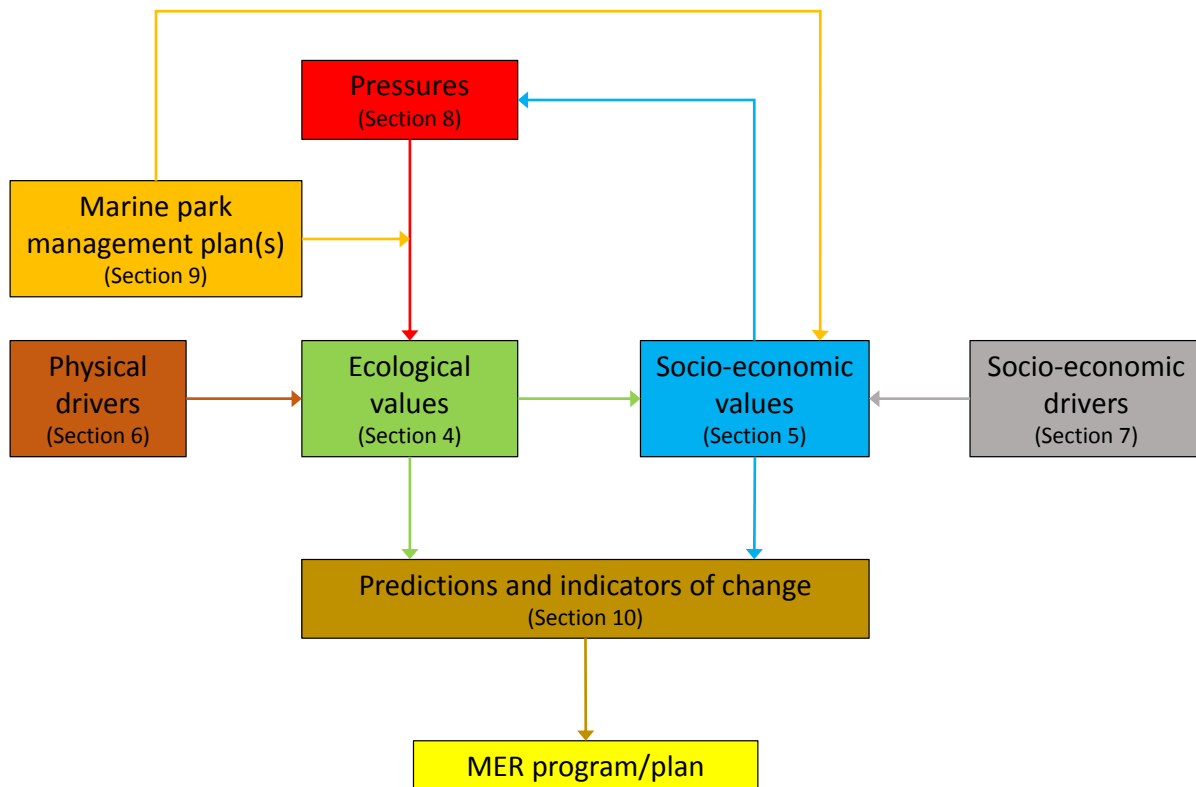 Pressures
(Section 8)
Marine park
management plan(s)
(Section 9)
Physical
drivers
(Section 6)
Ecological
values
(Section 4)
Socio-economic
values
(Section 5)
Socio-economic
drivers
(Section 7)
Predictions and indicators of change
(Section 10)
MER program/plan